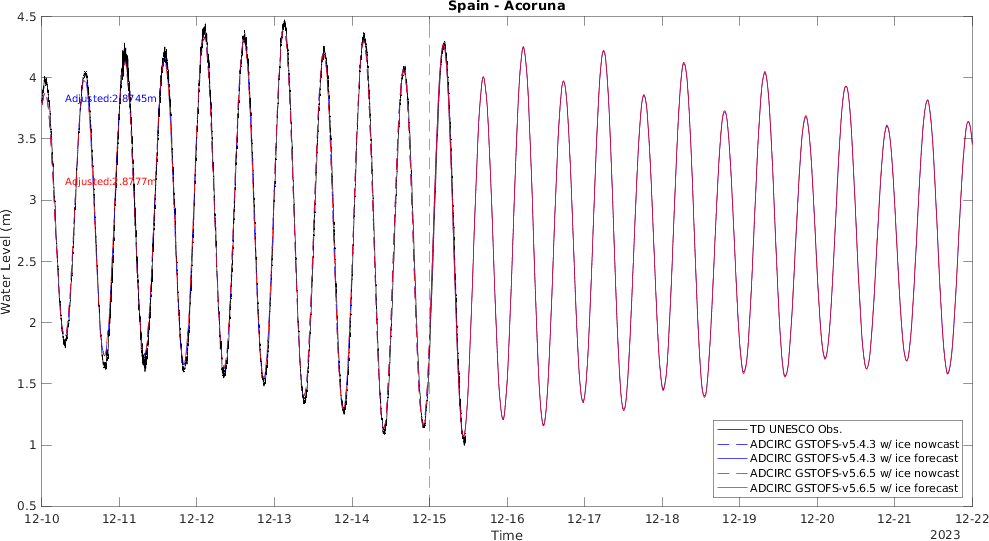 Spain - Acoruna
Water Level (m)
4.5
4
3.5
3
2.5
2
1.5
1
0.5
Adjusted:2.8745m
Adjusted:2.8777m
TD UNESCO Obs.
ADCIRC GSTOFS-v5.4.3 w/ ice nowcast
ADCIRC GSTOFS-v5.4.3 w/ ice forecast
ADCIRC GSTOFS-v5.6.5 w/ ice nowcast
ADCIRC GSTOFS-v5.6.5 w/ ice forecast
12-10 12-11 12-12 12-13 12-14 12-15 12-16 12-17 12-18 12-19 12-20 12-21 12-22
Time
2023